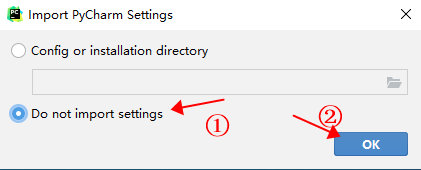 Import PyCharm Settings
Config or installation directory
Do not import settings
①
②
OK